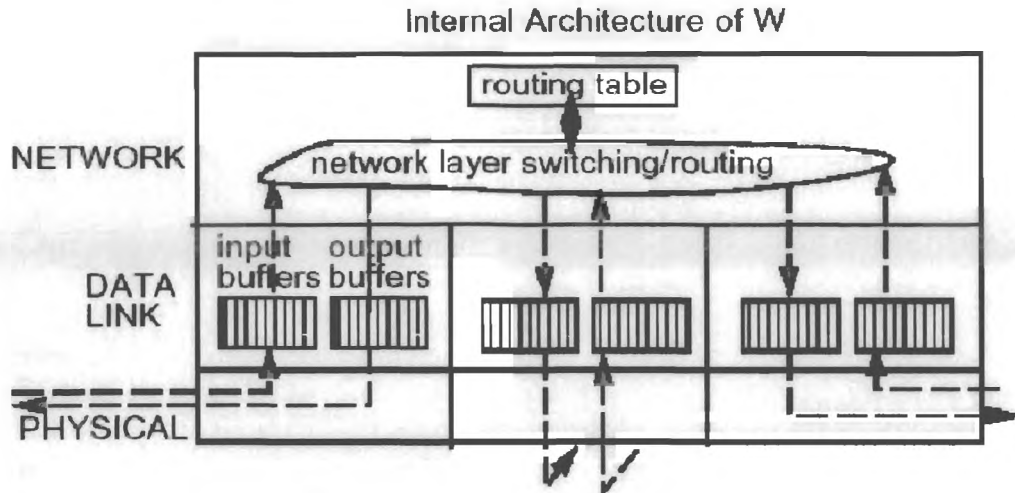 Internal Architecture of W
routing table
NETWORK
network layer switching/routing
input
buffers
output
buffers
DATA
LINK
PHYSICAL